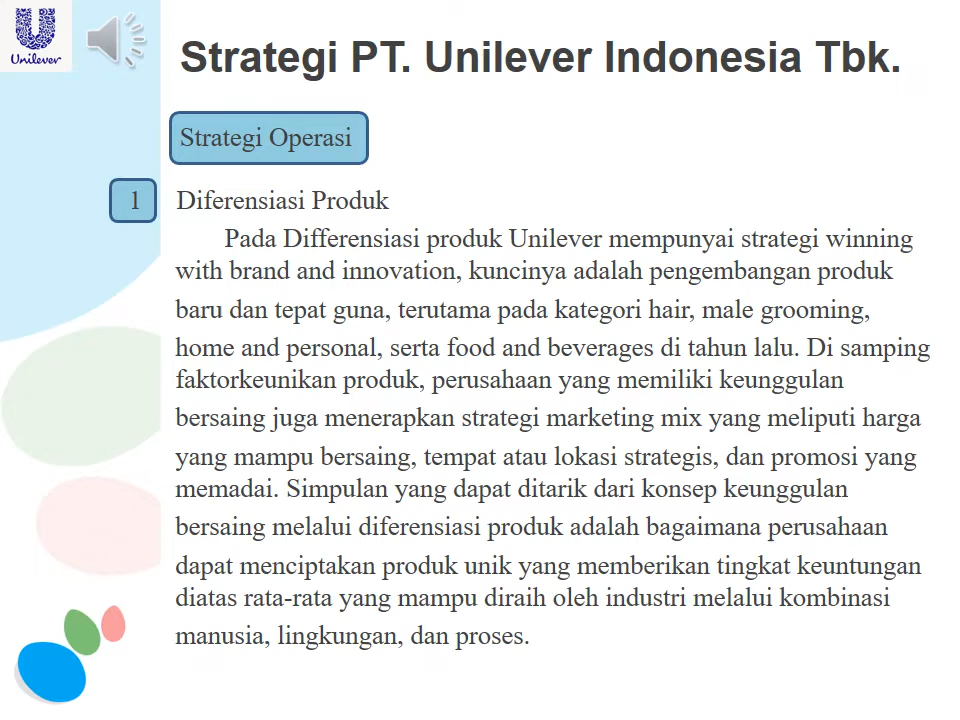 Unilever
Strategi PT. Unilever Indonesia Tbk.
Strategi Operasi
1
Diferensiasi Produk
Pada Differensiasi produk Unilever mempunyai strategi winning
with brand and innovation, kuncinya adalah pengembangan produk
baru dan tepat guna, terutama pada kategori hair, male grooming,
home and personal, serta food and beverages di tahun lalu. Di samping
faktorkeunikan produk, perusahaan yang memiliki keunggulan
bersaing juga menerapkan strategi marketing mix yang meliputi harga
yang mampu bersaing, tempat atau lokasi strategis, dan promosi yang
memadai. Simpulan yang dapat ditarik dari konsep keunggulan
bersaing melalui diferensiasi produk adalah bagaimana perusahaan
dapat menciptakan produk unik yang memberikan tingkat keuntungan
diatas rata-rata yang mampu diraih oleh industri melalui kombinasi
manusia, lingkungan, dan proses.